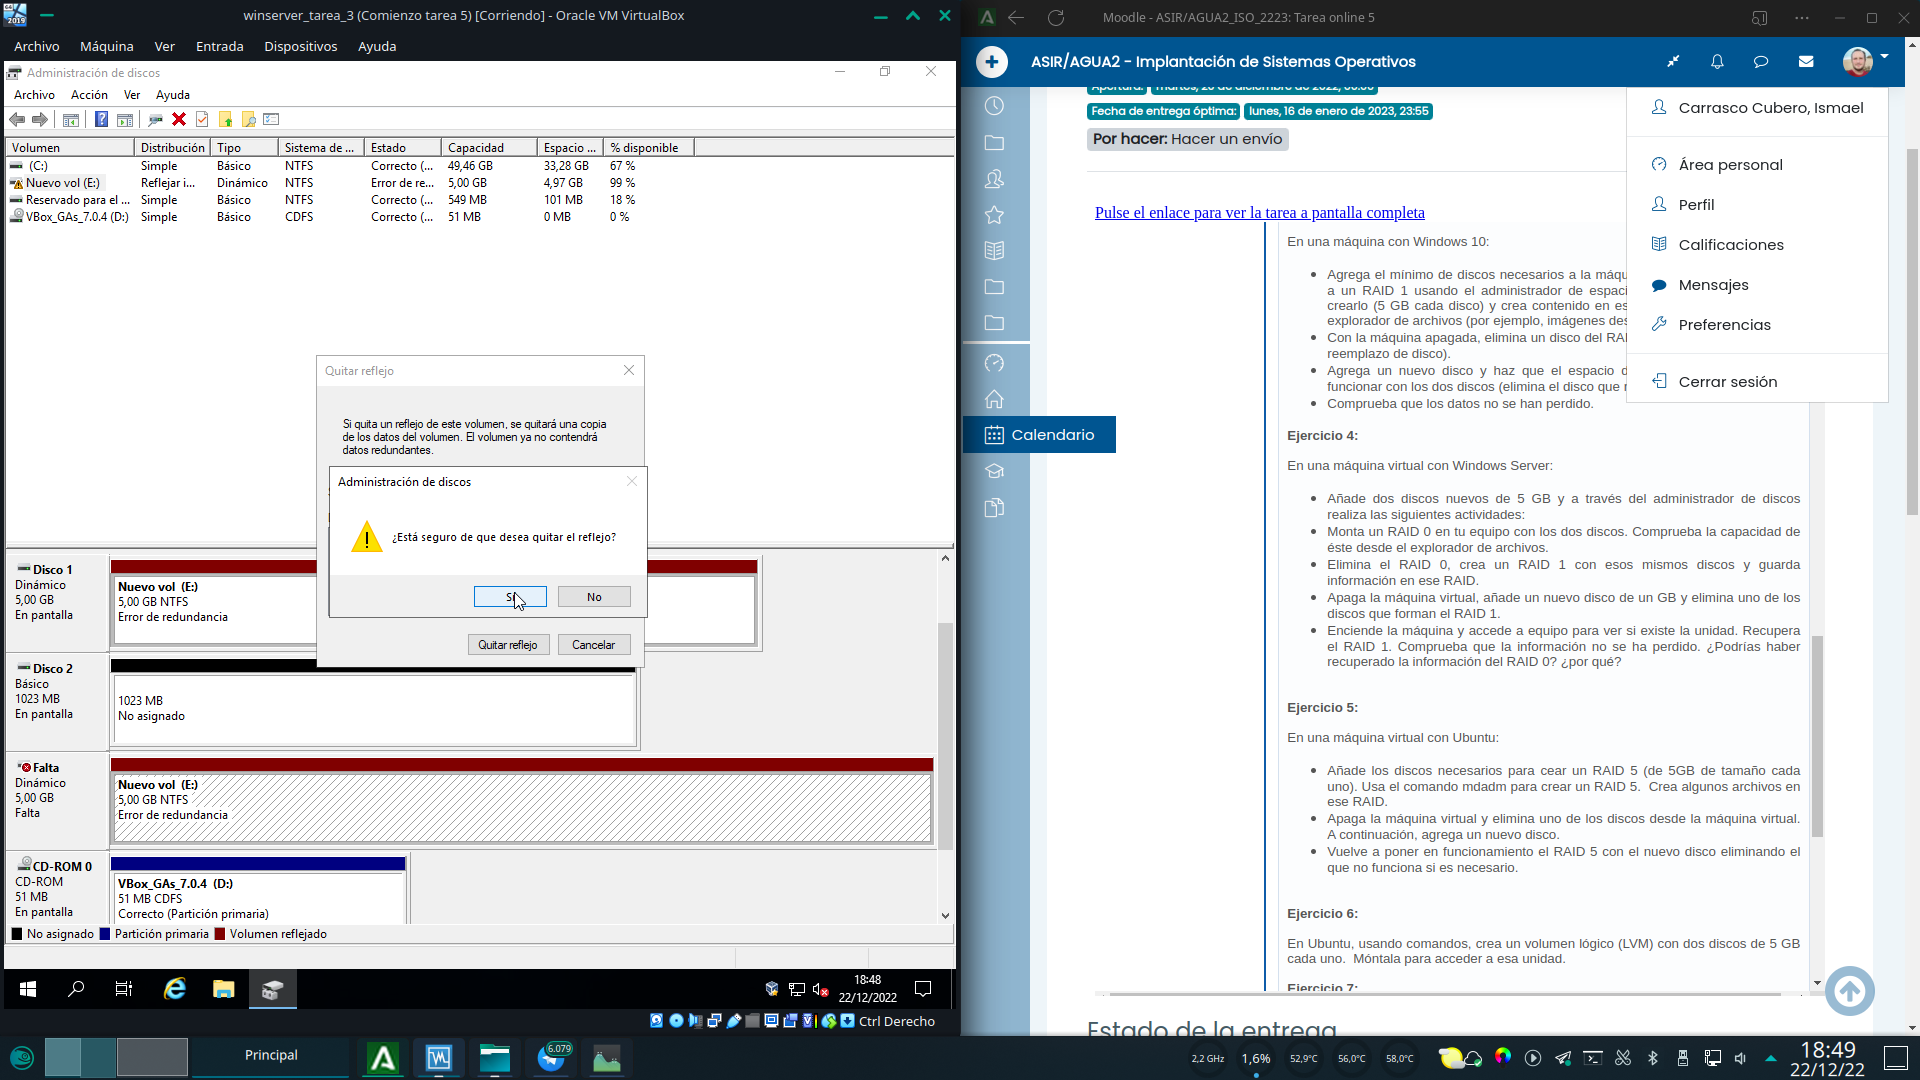 winserver_tarea_3 (Comienzo tarea 5) [Corriendo] - Oracle VM VirtualBox
Archivo Máquina Ver Entrada Dispositivos Ayuda
Administración de discos
Archivo Acción Ver Ayuda
Volumen Distribución Tipo Sistema de ... Estado Capacidad Espacio ... % disponible
(C:) Simple Básico NTFS Correcto (... 49,46 GB 33,28 GB 67 %
Nuevo vol (E:) Reflejar i... Dinámico NTFS Error de re... 5,00 GB 4,97 GB 99 %
Reservado para el ... Simple Básico NTFS Correcto (... 549 MB 101 MB 18 %
VBox_GAs_7.0.4 (D:) Simple Básico CDFS Correcto (... 51 MB 0 MB 0 %
Quitar reflejo
Si quita un reflejo de este volumen, se quitará una copia
de los datos del volumen. El volumen ya no contendrá
datos redundantes.
Administración de discos
¿Está seguro de que desea quitar el reflejo?
No
Quitar reflejo Cancelar
Disco 1
Dinámico
5,00 GB
En pantalla
Nuevo vol (E:)
5,00 GB NTFS
Error de redundancia
Disco 2
Básico
1023 MB
En pantalla
1023 MB
No asignado
Falta
Dinámico
5,00 GB
Falta
Nuevo vol (E:)
5,00 GB NTFS
Error de redundancia
CD-ROM 0
CD-ROM
51 MB
En pantalla
VBox_GAs_7.0.4 (D:)
51 MB CDFS
Correcto (Partición primaria)
No asignado Partición primaria Volumen reflejado
18:48
22/12/2022
Ctrl Derecho
Moodle - ASIR/AGUA2_ISO_2223: Tarea online 5
ASIR/AGUA2 - Implantación de Sistemas Operativos
Fecha de entrega óptima: lunes, 16 de enero de 2023, 23:55
Por hacer: Hacer un envío
Carrasco Cubero, Ismael
Área personal
Perfil
Calificaciones
Mensajes
Preferencias
Cerrar sesión
Calendario
Pulse el enlace para ver la tarea a pantalla completa
En una máquina con Windows 10:
Agrega el mínimo de discos necesarios a la máqu
a un RAID 1 usando el administrador de espaci
crearlo (5 GB cada disco) y crea contenido en es
explorador de archivos (por ejemplo, imágenes des
Con la máquina apagada, elimina un disco del RAI
reemplazo de disco).
Agrega un nuevo disco y haz que el espacio d
funcionar con los dos discos (elimina el disco que
Comprueba que los datos no se han perdido.
Ejercicio 4:
En una máquina virtual con Windows Server:
Añade dos discos nuevos de 5 GB y a través del administrador de discos
realiza las siguientes actividades:
Monta un RAID 0 en tu equipo con los dos discos. Comprueba la capacidad de
éste desde el explorador de archivos.
Elimina el RAID 0, crea un RAID 1 con esos mismos discos y guarda
información en ese RAID.
Apaga la máquina virtual, añade un nuevo disco de un GB y elimina uno de los
discos que forman el RAID 1.
Enciende la máquina y accede a equipo para ver si existe la unidad. Recupera
el RAID 1. Comprueba que la información no se ha perdido. ¿Podrías haber
recuperado la información del RAID 0? ¿por qué?
Ejercicio 5:
En una máquina virtual con Ubuntu:
Añade los discos necesarios para cear un RAID 5 (de 5GB de tamaño cada
uno). Usa el comando mdadm para crear un RAID 5. Crea algunos archivos en
ese RAID.
Apaga la máquina virtual y elimina uno de los discos desde la máquina virtual.
A continuación, agrega un nuevo disco.
Vuelve a poner en funcionamiento el RAID 5 con el nuevo disco eliminando el
que no funciona si es necesario.
Ejercicio 6:
En Ubuntu, usando comandos, crea un volumen lógico (LVM) con dos discos de 5 GB
cada uno. Móntala para acceder a esa unidad.
Ejercicio 7:
Estado de la entrega
Principal
6.079
2,2 GHz 1,6% 52,9°C 56,0°C 58,0°C
18:49
22/12/22